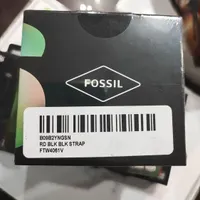 FOSSIL
B09B2YNGSN
RD BLK BLK STRAP
FTW4061V